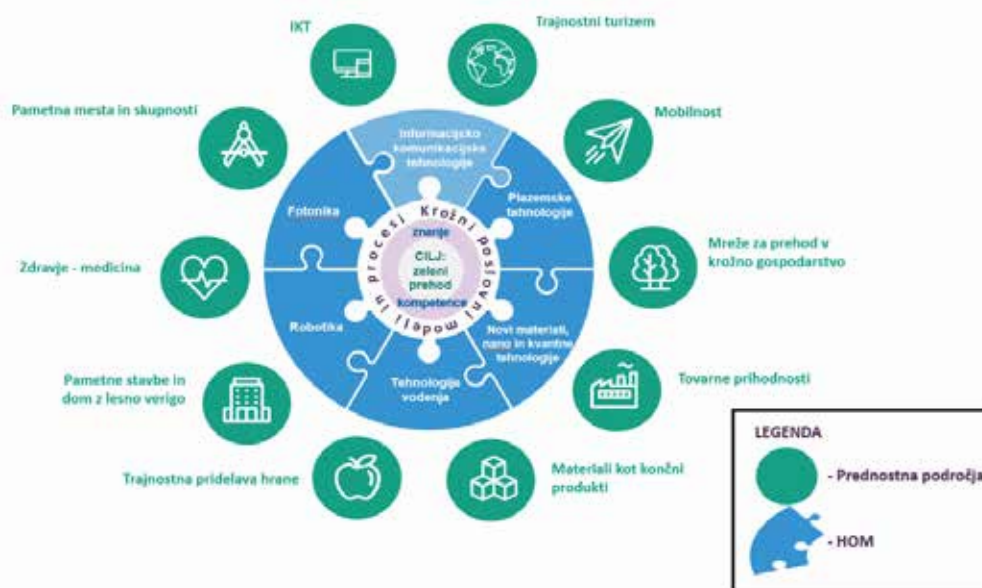 IKT
Trajnostni turizem
Pametna mesta in skupnosti
Mobilnost
Informacijsko
komunikacijske
tehnologije
Fotonika
Plazemske
tehnologije
Krožni poslovni modeli in procesi
znanje
CILJ:
zeleni
prehod
kompetence
Zdravje - medicina
Mreže za prehod v
krožno gospodarstvo
Robotika
Novi materiali,
nano in kvantne
tehnologije
Tehnologije
vodenja
Pametne stavbe in
dom z lesno verigo
Tovarne prihodnosti
Trajnostna pridelava hrane
Materiali kot končni
produkti
LEGENDA
- Prednostna področja
- HOM